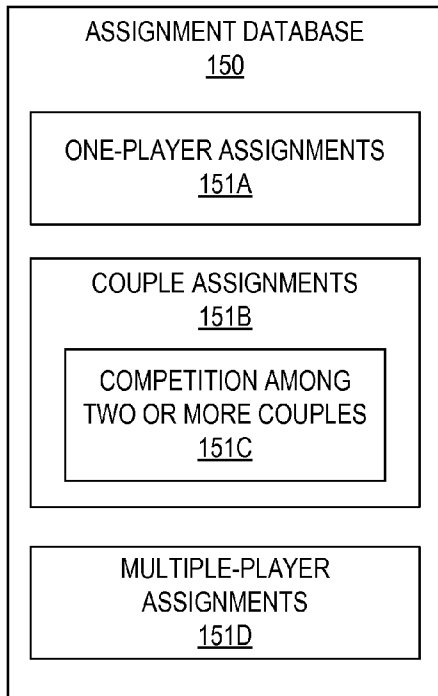 ASSIGNMENT DATABASE
150
ONE-PLAYER ASSIGNMENTS
151A
COUPLE ASSIGNMENTS
151B
COMPETITION AMONG
TWO OR MORE COUPLES
151C
MULTIPLE-PLAYER
ASSIGNMENTS
151D